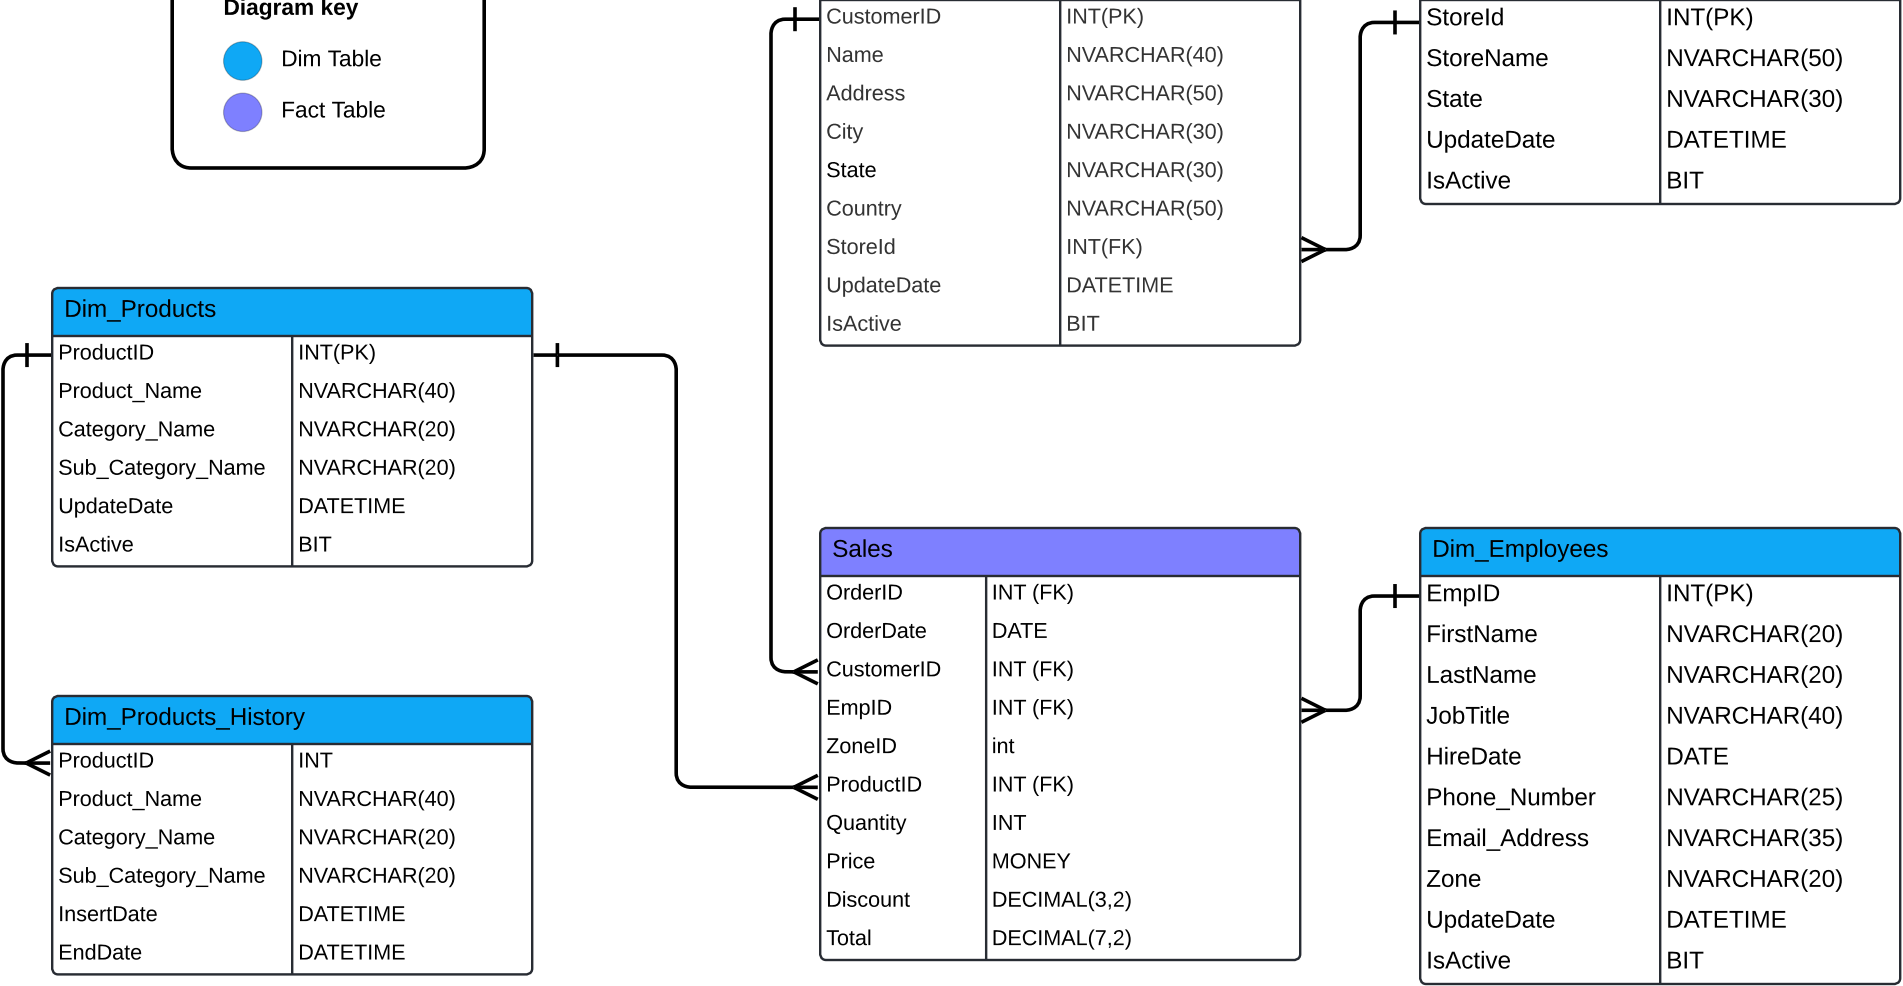 Diagram key
Dim Table
Fact Table
CustomerID INT(PK)
Name NVARCHAR(40)
Address NVARCHAR(50)
City NVARCHAR(30)
State NVARCHAR(30)
Country NVARCHAR(50)
StoreId INT(FK)
UpdateDate DATETIME
IsActive BIT
StoreId INT(PK)
StoreName NVARCHAR(50)
State NVARCHAR(30)
UpdateDate DATETIME
IsActive BIT
Dim_Products
ProductID INT(PK)
Product_Name NVARCHAR(40)
Category_Name NVARCHAR(20)
Sub_Category_Name NVARCHAR(20)
UpdateDate DATETIME
IsActive BIT
Dim_Products_History
ProductID INT
Product_Name NVARCHAR(40)
Category_Name NVARCHAR(20)
Sub_Category_Name NVARCHAR(20)
InsertDate DATETIME
EndDate DATETIME
Sales
OrderID INT (FK)
OrderDate DATE
CustomerID INT (FK)
EmpID INT (FK)
ZoneID int
ProductID INT (FK)
Quantity INT
Price MONEY
Discount DECIMAL(3,2)
Total DECIMAL(7,2)
Dim_Employees
EmpID INT(PK)
FirstName NVARCHAR(20)
LastName NVARCHAR(20)
JobTitle NVARCHAR(40)
HireDate DATE
Phone_Number NVARCHAR(25)
Email_Address NVARCHAR(35)
Zone NVARCHAR(20)
UpdateDate DATETIME
IsActive BIT